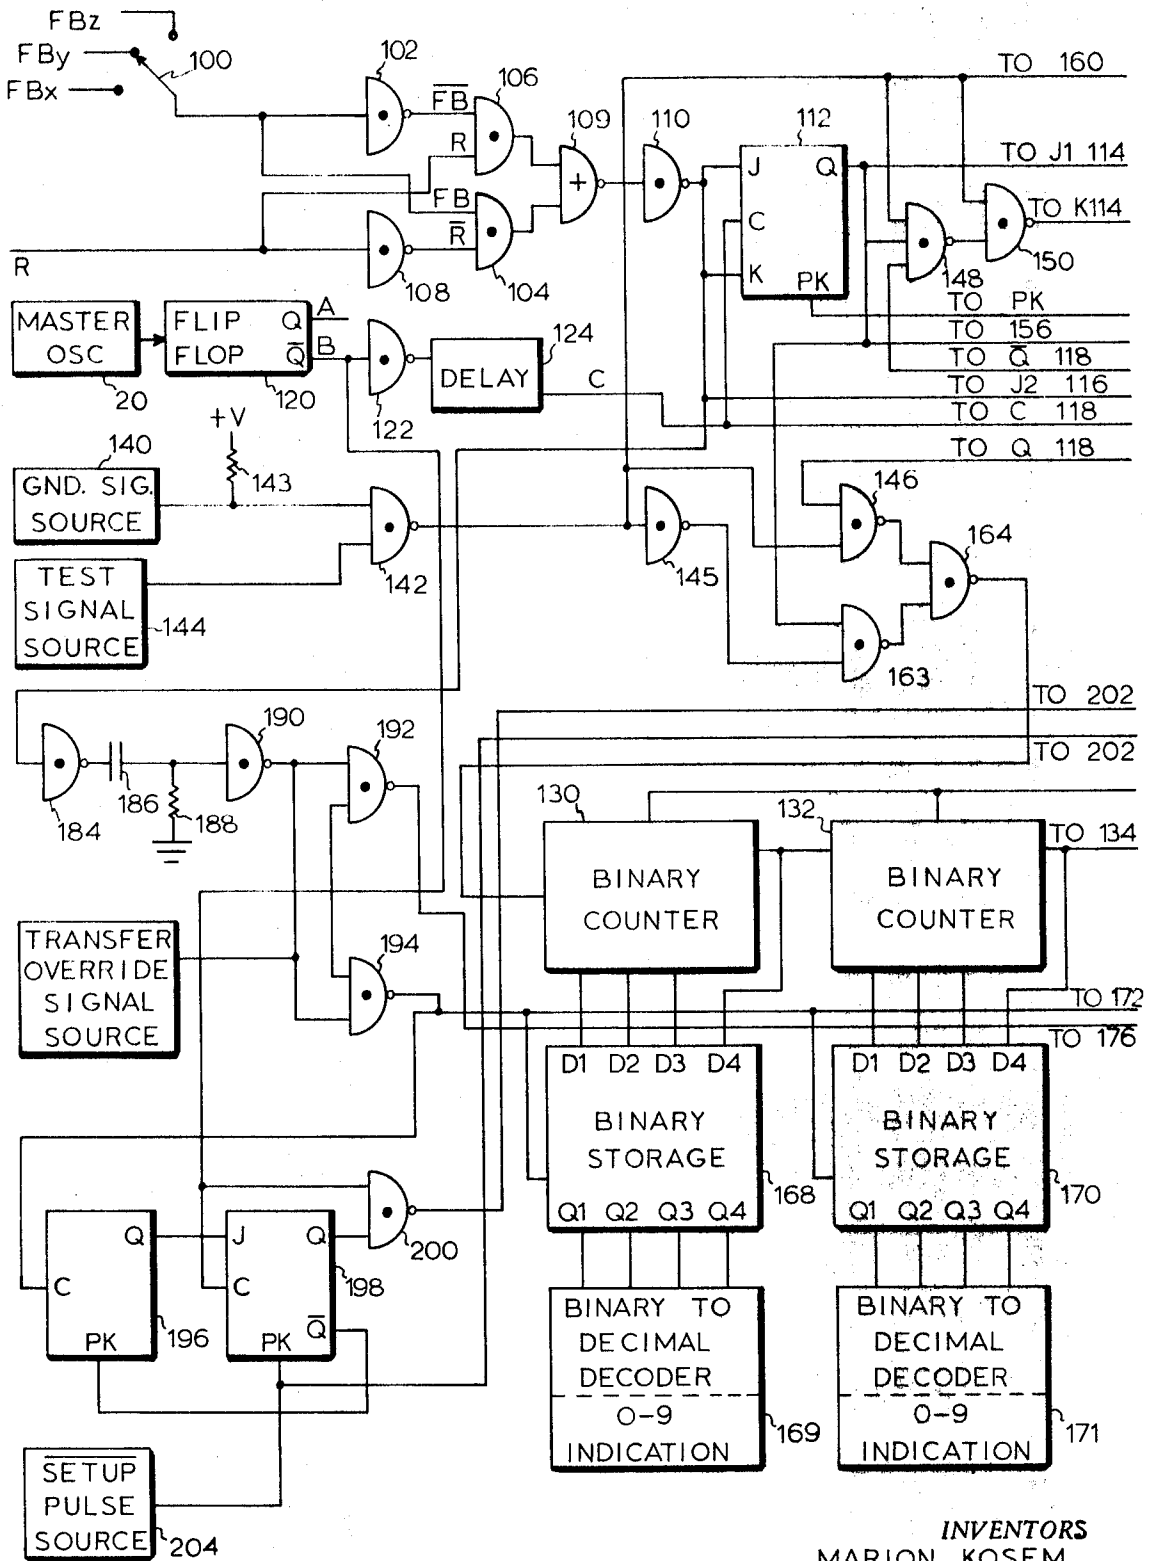 FBz
FBy
FBx
100
102
F̅B̅
106
R
FB
R̅
104
108
109
110
112
J
Q
C
K
PK
TO 160
TO J1 114
TO K114
148
150
TO PK
TO 156
TO Q̅ 118
TO J2 116
TO C 118
TO Q 118
R
MASTER
OSC
20
FLIP
FLOP
Q
Q̅
A
B
120
122
DELAY
124
C
+V
140
GND. SIG.
SOURCE
143
142
TEST
SIGNAL
SOURCE
144
145
146
163
164
TO 202
TO 202
184
186
188
190
192
194
TRANSFER
OVERRIDE
SIGNAL
SOURCE
130
BINARY
COUNTER
132
BINARY
COUNTER
TO 134
TO 172
TO 176
D1 D2 D3 D4
BINARY
STORAGE
Q1 Q2 Q3 Q4
168
D1 D2 D3 D4
BINARY
STORAGE
Q1 Q2 Q3 Q4
170
BINARY TO
DECIMAL
DECODER
0-9
INDICATION
169
BINARY TO
DECIMAL
DECODER
0-9
INDICATION
171
Q
C
PK
196
J
Q
C
Q̅
PK
198
200
S̅E̅T̅U̅P̅
PULSE
SOURCE
204
INVENTORS
MARION KOSEM